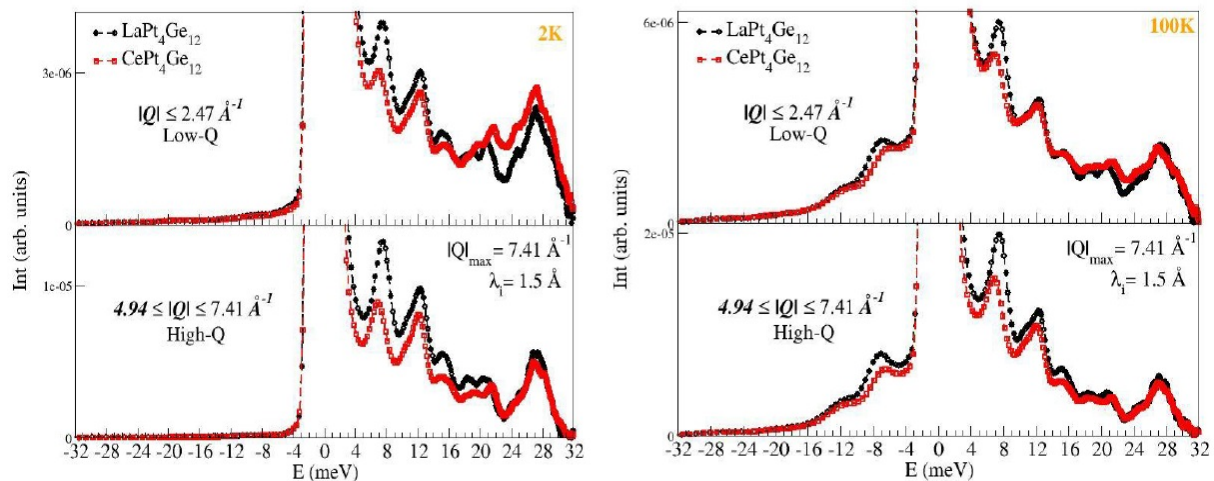 LaPt4Ge12
CePt4Ge12
2K
3e-06
|Q| ≤ 2.47 Å-1
Low-Q
0
Int (arb. units)
|Q|max = 7.41 Å-1
λi= 1.5 Å
1e-05
4.94 ≤ |Q| ≤ 7.41 Å-1
High-Q
0
-32 -28 -24 -20 -16 -12 -8 -4 0 4 8 12 16 20 24 28 32
E (meV)
6e-06
LaPt4Ge12
CePt4Ge12
100K
|Q| ≤ 2.47 Å-1
Low-Q
0
Int (arb. units)
2e-05
|Q|max = 7.41 Å-1
λi= 1.5 Å
4.94 ≤ |Q| ≤ 7.41 Å-1
High-Q
0
-32 -28 -24 -20 -16 -12 -8 -4 0 4 8 12 16 20 24 28 32
E (meV)